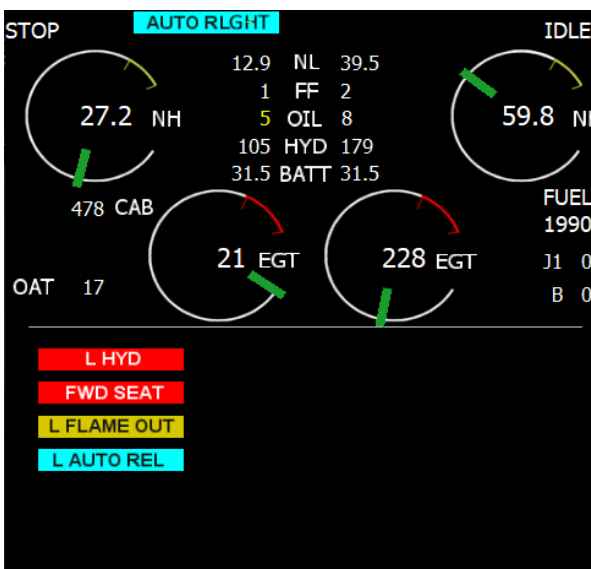 STOP AUTO RLGHT IDLE
12.9 NL 39.5
1 FF 2
27.2 NH 5 OIL 8 59.8 N
105 HYD 179
31.5 BATT 31.5
478 CAB FUEL
1990
21 EGT 228 EGT J1 0
OAT 17 B 0
L HYD
FWD SEAT
L FLAME OUT
L AUTO REL